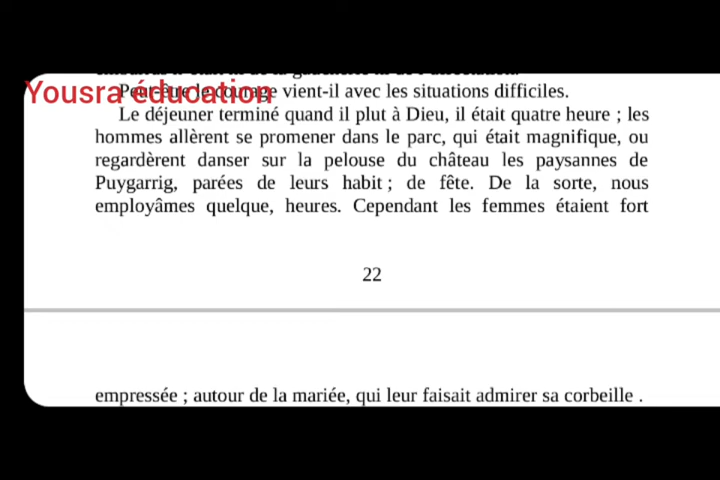 Yousra éducation
Peut-être le courage vient-il avec les situations difficiles.
Le déjeuner terminé quand il plut à Dieu, il était quatre heure ; les
hommes allèrent se promener dans le parc, qui était magnifique, ou
regardèrent danser sur la pelouse du château les paysannes de
Puygarrig, parées de leurs habit ; de fête. De la sorte, nous
employâmes quelque, heures. Cependant les femmes étaient fort
22
empressée ; autour de la mariée, qui leur faisait admirer sa corbeille .